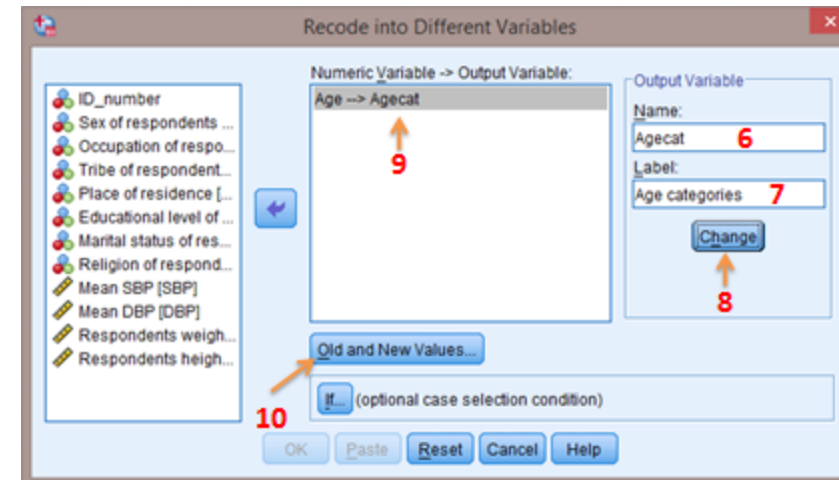 Recode into Different Variables
ID_number
Sex of respondents ...
Occupation of respo...
Tribe of respondent...
Place of residence [...
Educational level of ...
Marital status of res...
Religion of respond...
Mean SBP [SBP]
Mean DBP [DBP]
Respondents weigh...
Respondents heigh...
Numeric Variable -> Output Variable:
Age --> Agecat
9
Output Variable
Name:
Agecat 6
Label:
Age categories 7
Change
8
Old and New Values...
10
If... (optional case selection condition)
OK Paste Reset Cancel Help